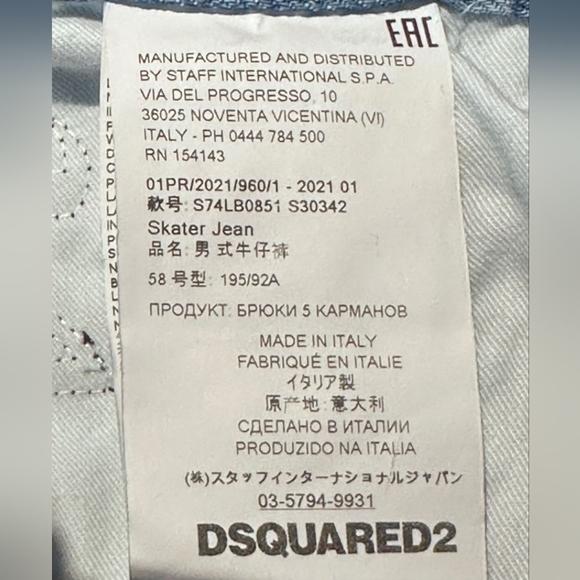 EAC
MANUFACTURED AND DISTRIBUTED
BY STAFF INTERNATIONAL S.P.A.
VIA DEL PROGRESSO, 10
36025 NOVENTA VICENTINA (VI)
ITALY - PH 0444 784 500
RN 154143
01PR/2021/960/1 - 2021 01
款号: S74LB0851 S30342
Skater Jean
品名: 男 式牛仔裤
58 号型: 195/92A
ПРОДУКТ: БРЮКИ 5 КАРМАНОВ
MADE IN ITALY
FABRIQUÉ EN ITALIE
イタリア製
原产地: 意大利
СДЕЛАНО В ИТАЛИИ
PRODUZIDO NA ITALIA
(株)スタッフインターナショナルジャパン
03-5794-9931
DSQUARED2